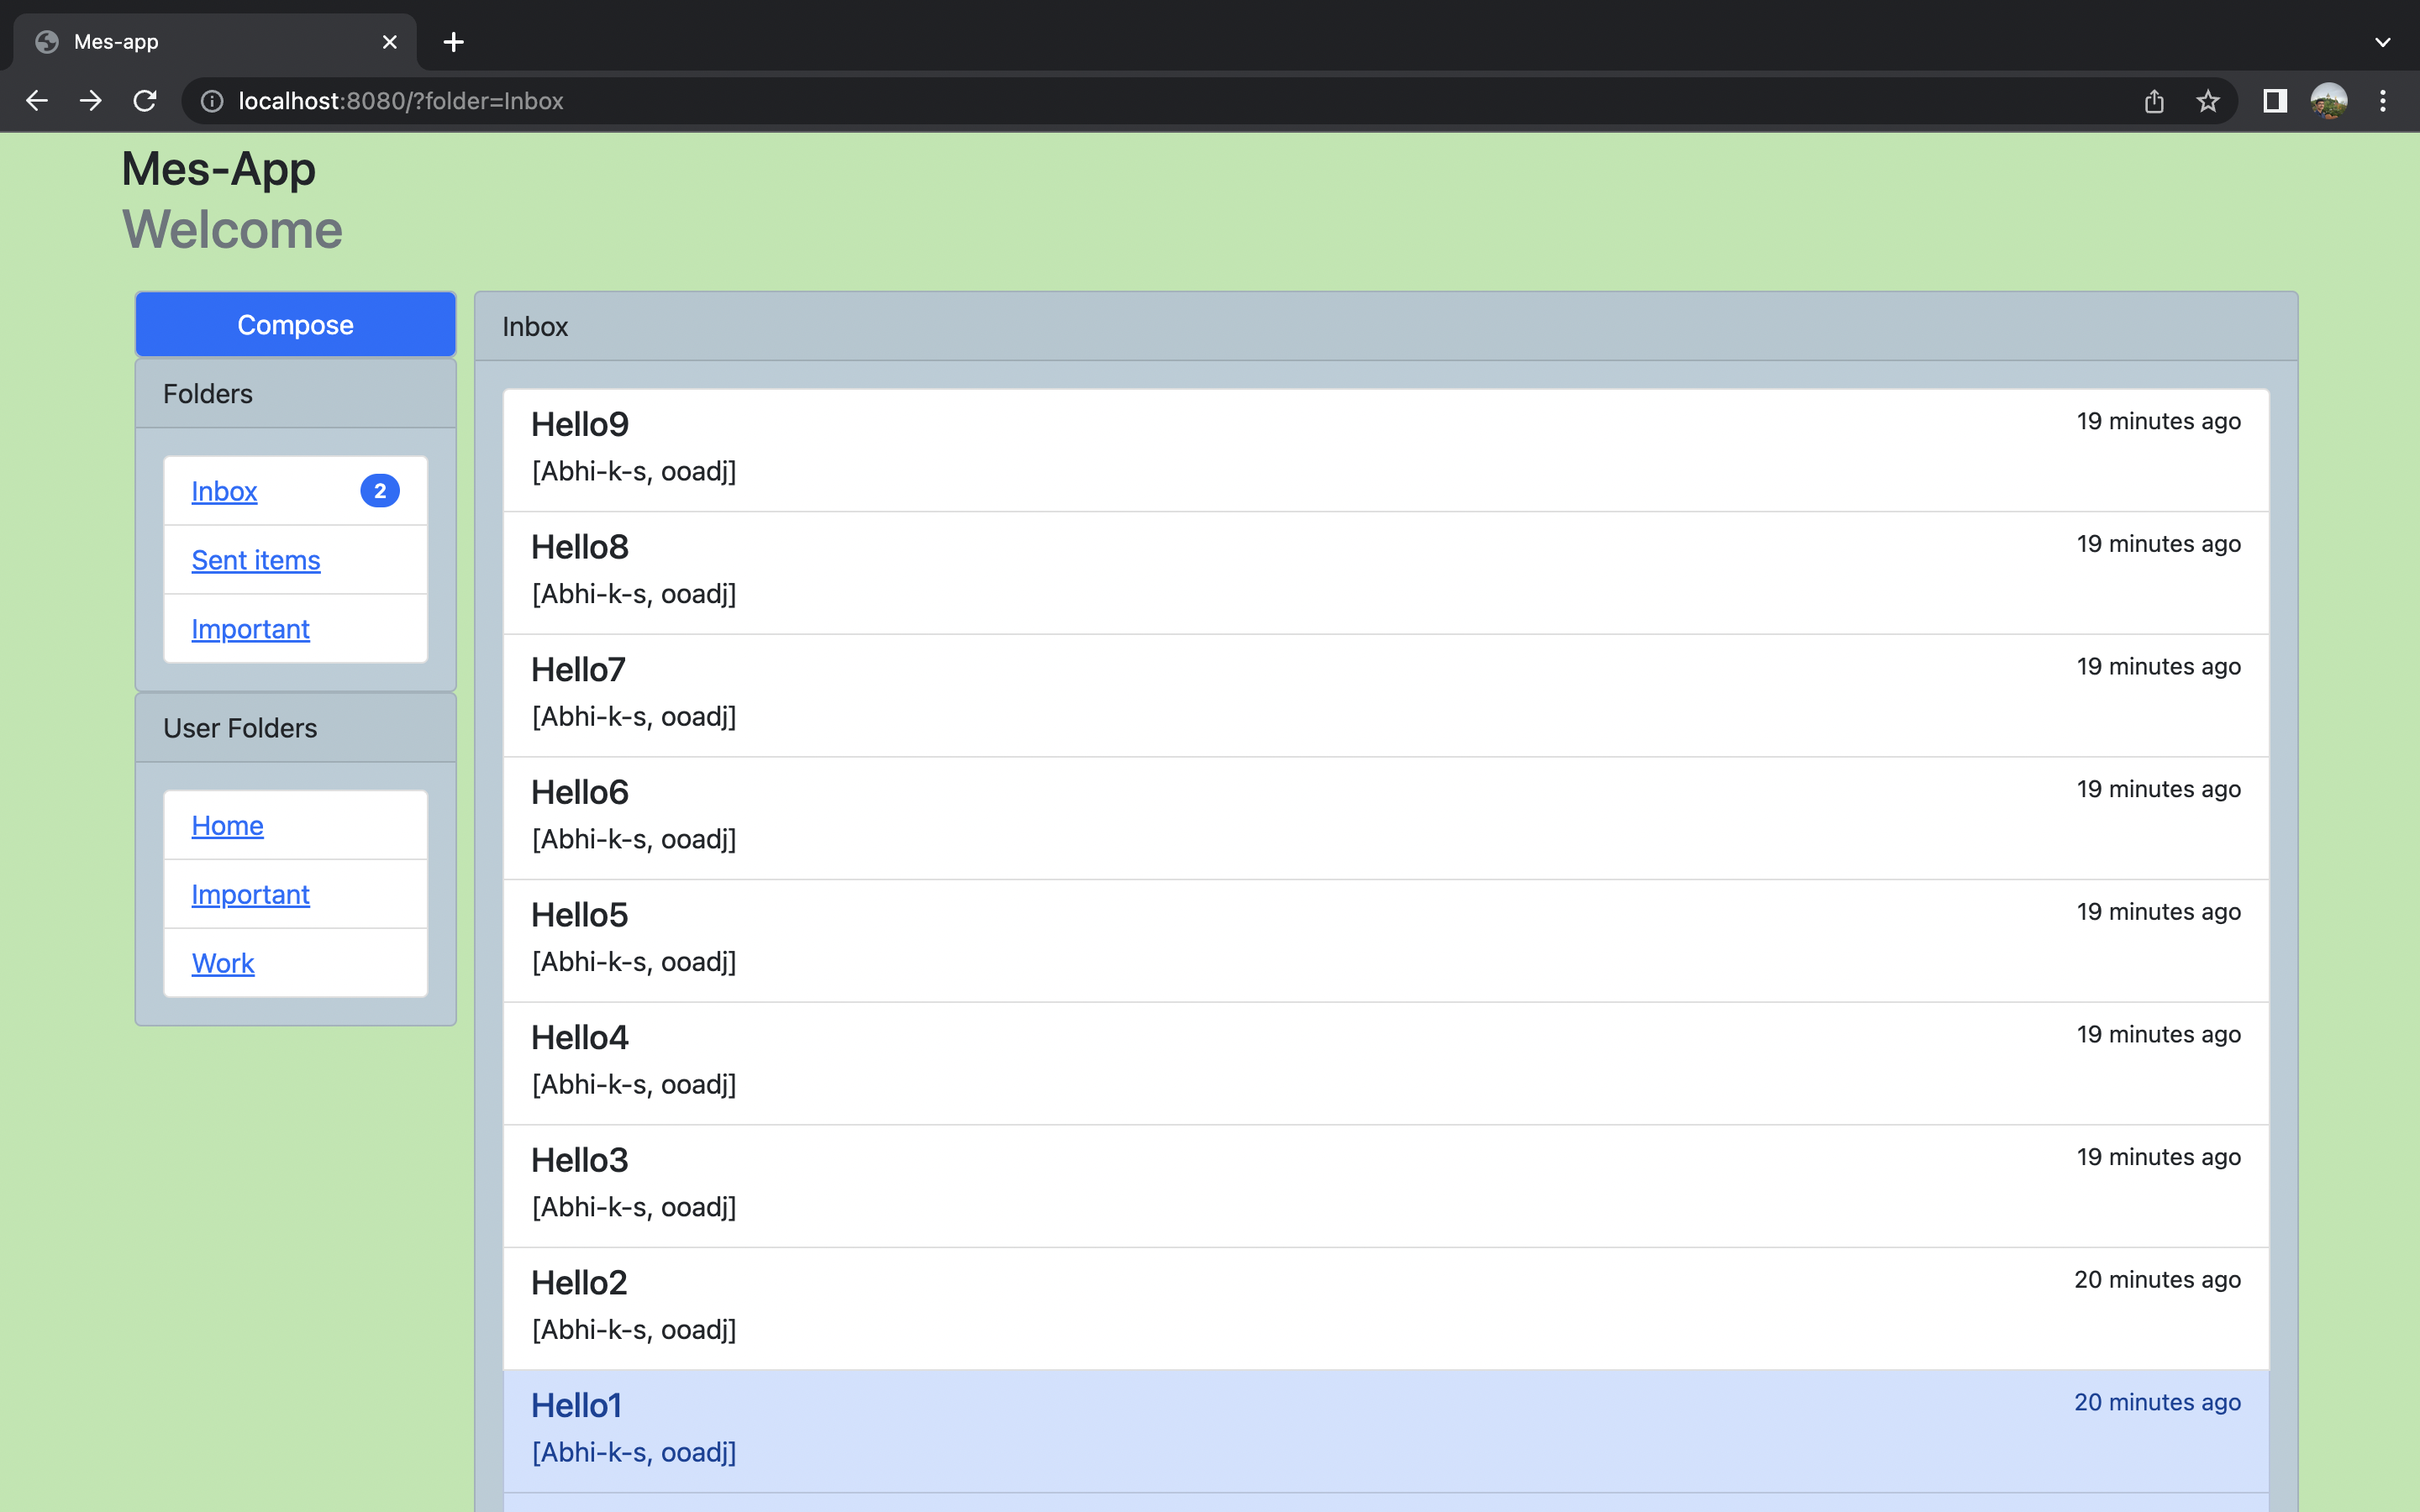 Mes-app
localhost:8080/?folder=Inbox
Mes-App
Welcome
Compose
Folders
Inbox 2
Sent items
Important
User Folders
Home
Important
Work
Inbox
Hello9 19 minutes ago
[Abhi-k-s, ooadj]
Hello8 19 minutes ago
[Abhi-k-s, ooadj]
Hello7 19 minutes ago
[Abhi-k-s, ooadj]
Hello6 19 minutes ago
[Abhi-k-s, ooadj]
Hello5 19 minutes ago
[Abhi-k-s, ooadj]
Hello4 19 minutes ago
[Abhi-k-s, ooadj]
Hello3 19 minutes ago
[Abhi-k-s, ooadj]
Hello2 20 minutes ago
[Abhi-k-s, ooadj]
Hello1 20 minutes ago
[Abhi-k-s, ooadj]